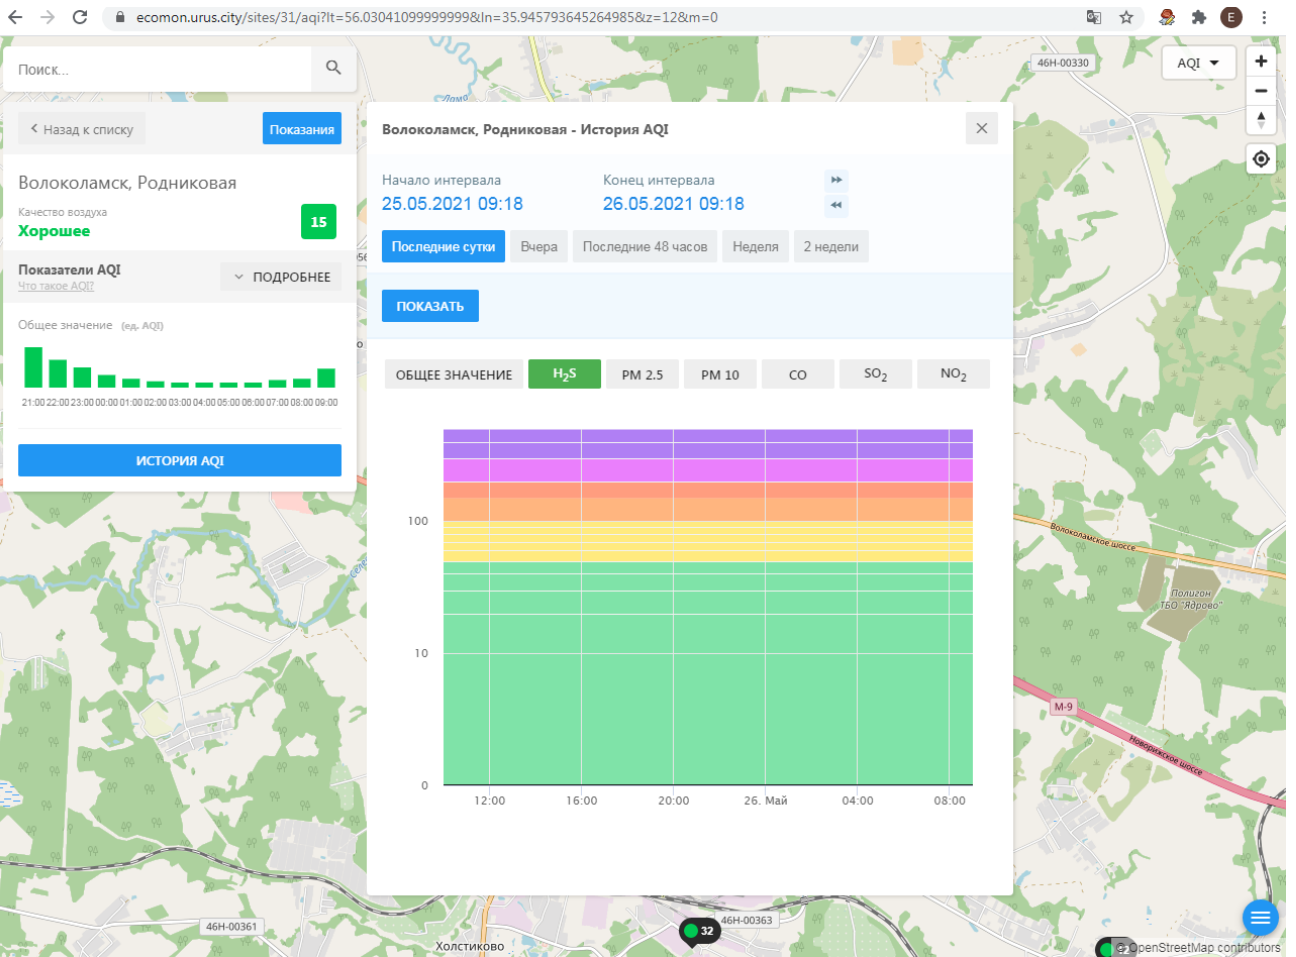 ecomon.urus.city/sites/31/aqi?lt=56.03041099999999&ln=35.945793645264985&z=12&m=0
E
Поиск...
Лама
46Н-00330
AQI
Назад к списку
Показания
Волоколамск, Родниковая
Качество воздуха
Хорошее
15
Показатели AQI
Что такое AQI?
ПОДРОБНЕЕ
Общее значение (ед. AQI)
21:00 22:00 23:00 00:00 01:00 02:00 03:00 04:00 05:00 06:00 07:00 08:00 09:00
ИСТОРИЯ AQI
Волоколамск, Родниковая - История AQI
Начало интервала
Конец интервала
25.05.2021 09:18
26.05.2021 09:18
Последние сутки
Вчера
Последние 48 часов
Неделя
2 недели
ПОКАЗАТЬ
ОБЩЕЕ ЗНАЧЕНИЕ
H₂S
PM 2.5
PM 10
CO
SO₂
NO₂
100
10
0
12:00 16:00 20:00 26. Май 04:00 08:00
Волоколамское шоссе
Полигон
ТБО "Ядрово"
М-9
Новорижское шоссе
46Н-00361
46Н-00363
32
Холстиково
© OpenStreetMap contributors